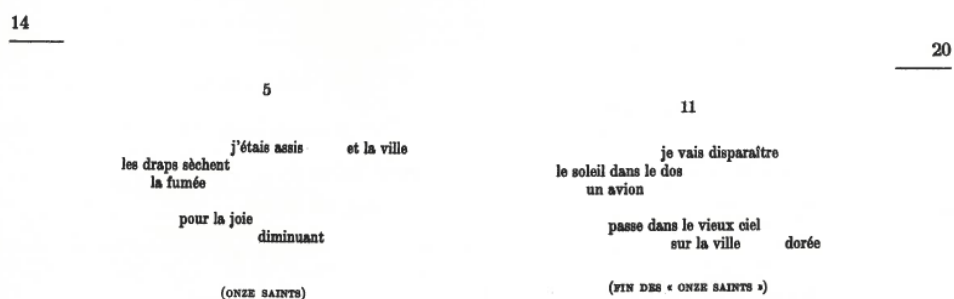 14
5
j'étais assis et la ville
les draps sèchent
la fumée
pour la joie
diminuant
(ONZE SAINTS)
20
11
je vais disparaître
le soleil dans le dos
un avion
passe dans le vieux ciel
sur la ville dorée
(FIN DES « ONZE SAINTS »)